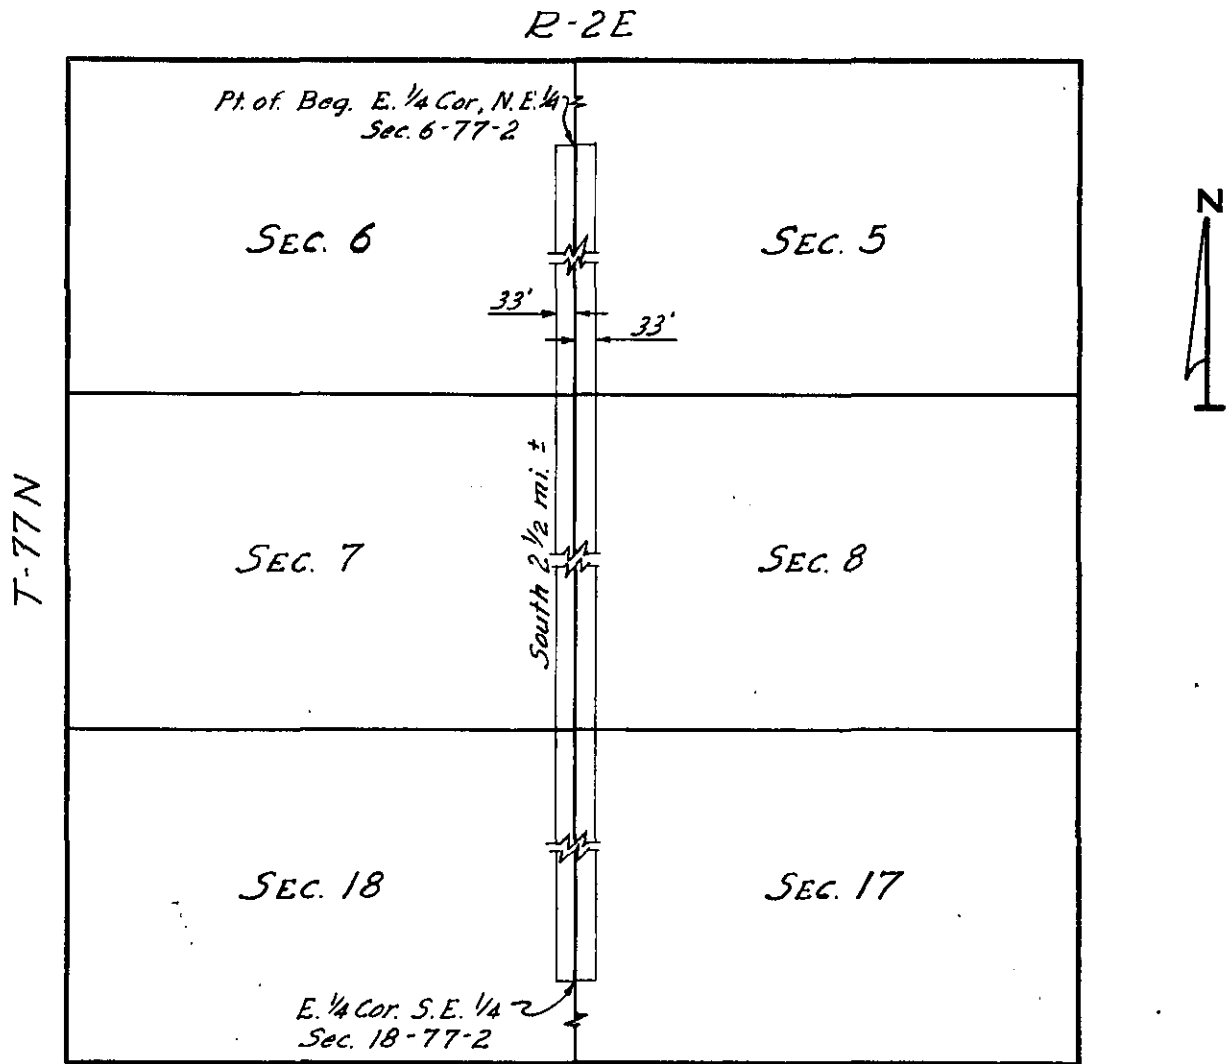 R-2E
Pt. of. Beg. E. 1/4 Cor, N.E. 1/4
Sec. 6-77-2
N
SEC. 6
SEC. 5
33'
33'
T-77N
South 2 1/2 mi. ±
SEC. 7
SEC. 8
SEC. 18
SEC. 17
E. 1/4 Cor. S.E. 1/4
Sec. 18-77-2